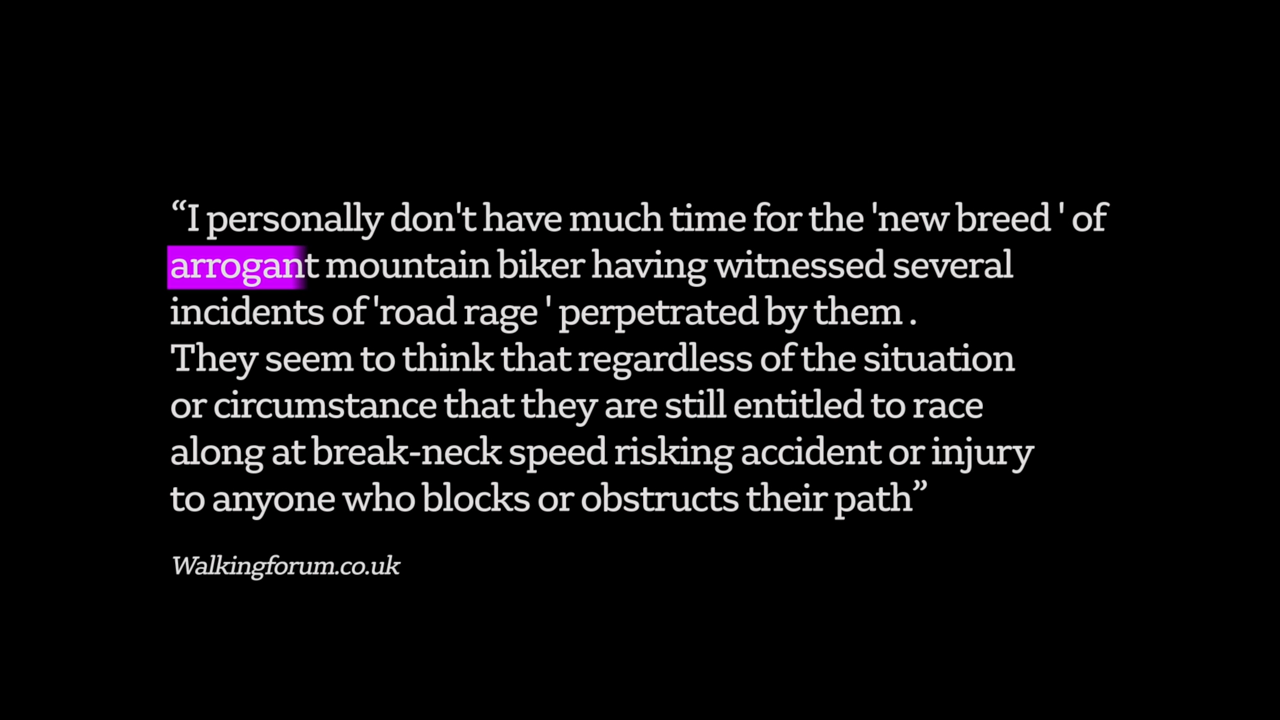 “I personally don't have much time for the 'new breed ' of
arrogant mountain biker having witnessed several
incidents of 'road rage ' perpetrated by them .
They seem to think that regardless of the situation
or circumstance that they are still entitled to race
along at break-neck speed risking accident or injury
to anyone who blocks or obstructs their path”
Walkingforum.co.uk